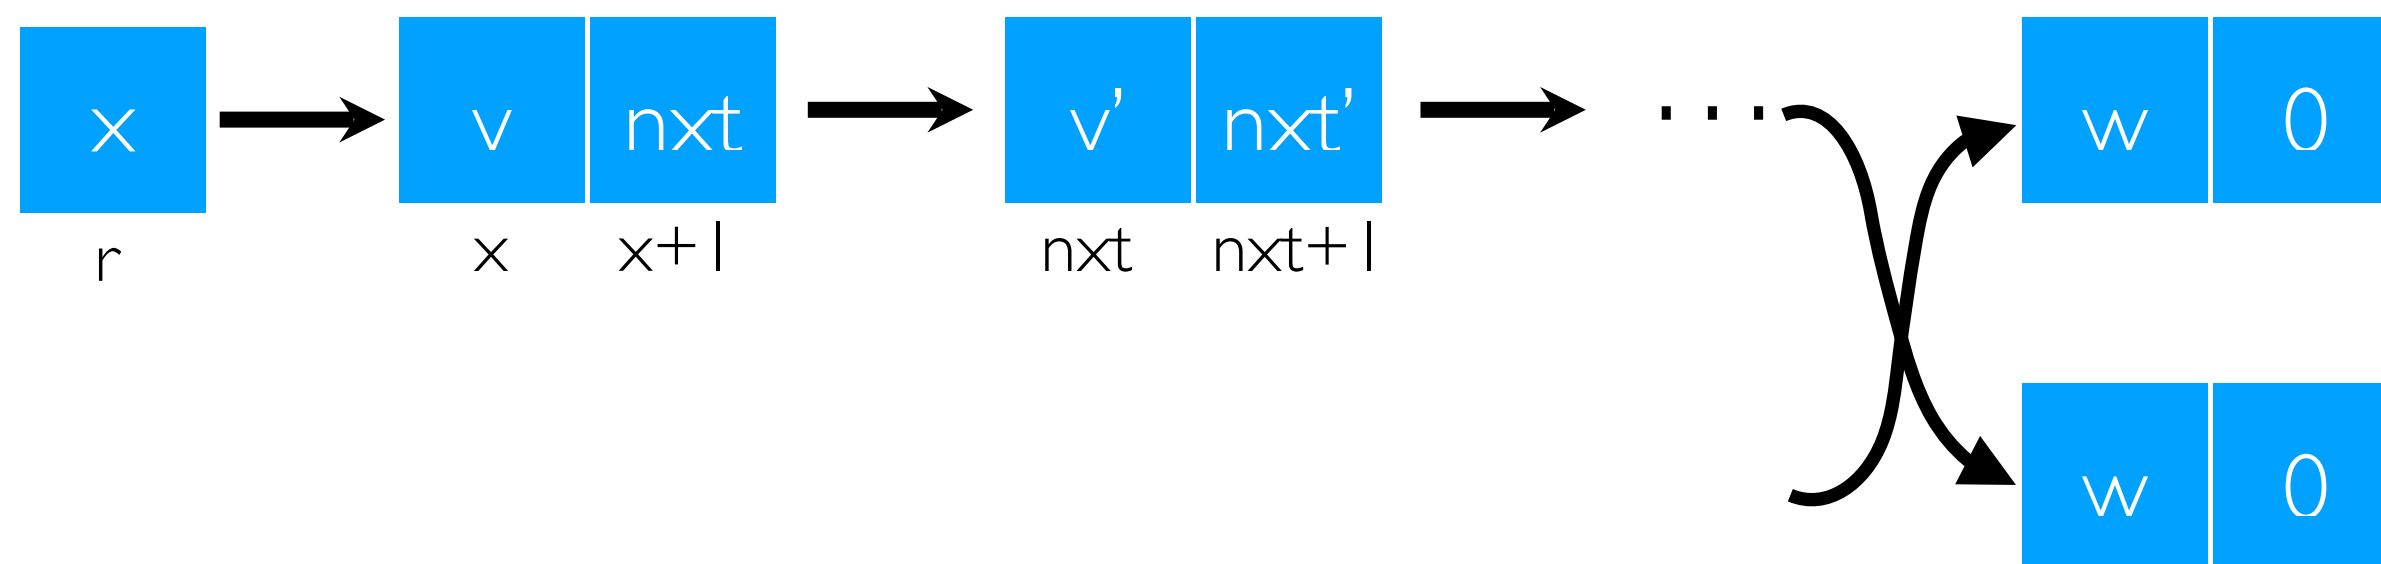 x v nxt v’ nxt’ . . . w 0
r x x+1 nxt nxt+1
w 0